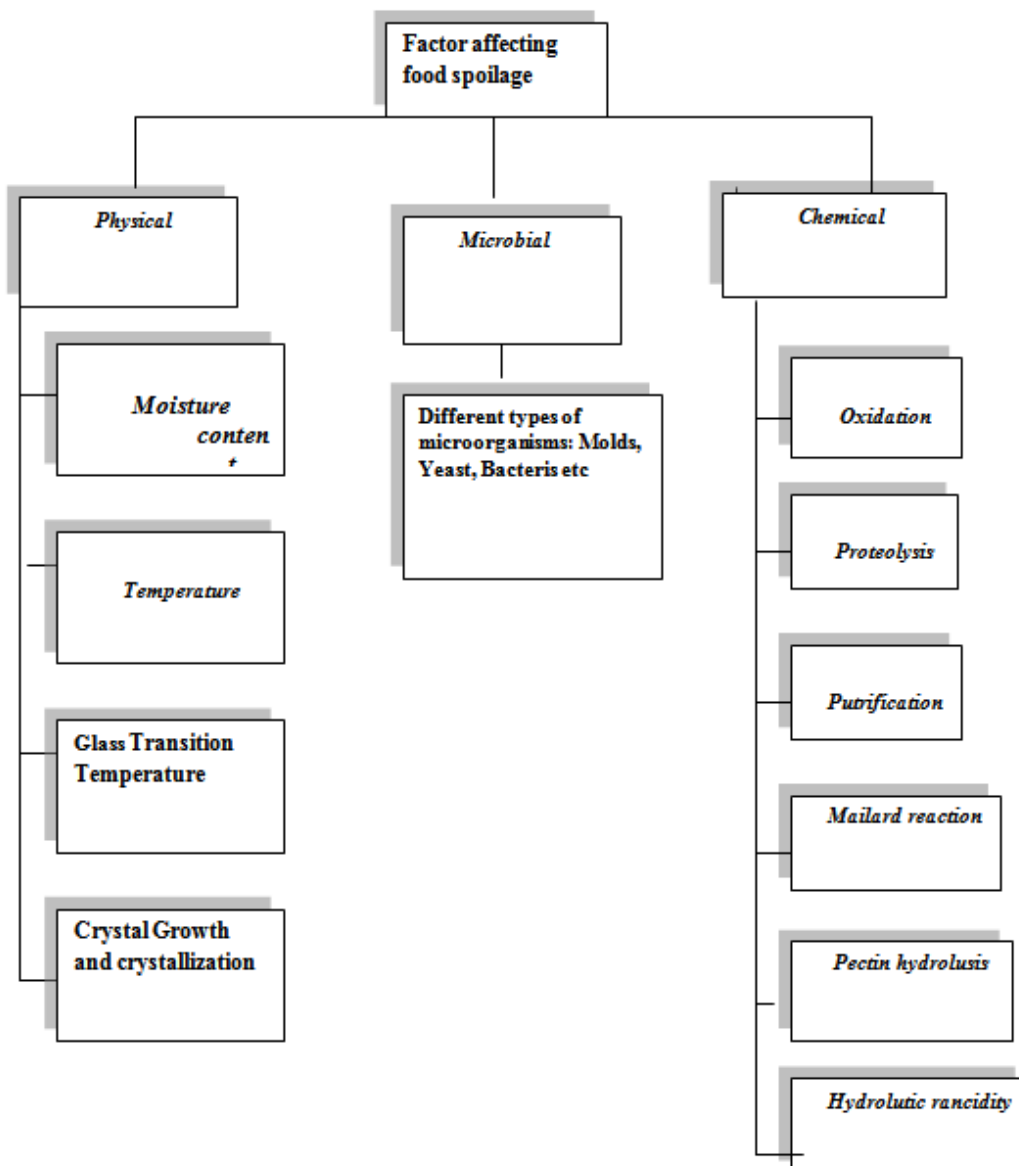 Factor affecting
food spoilage
Physical
Microbial
Chemical
Moisture
conten
t
Different types of
microorganisms: Molds,
Yeast, Bacteris etc
Oxidation
Temperature
Proteolysis
Glass Transition
Temperature
Putrification
Crystal Growth
and crystallization
Mailard reaction
Pectin hydrolusis
Hydrolutic rancidity